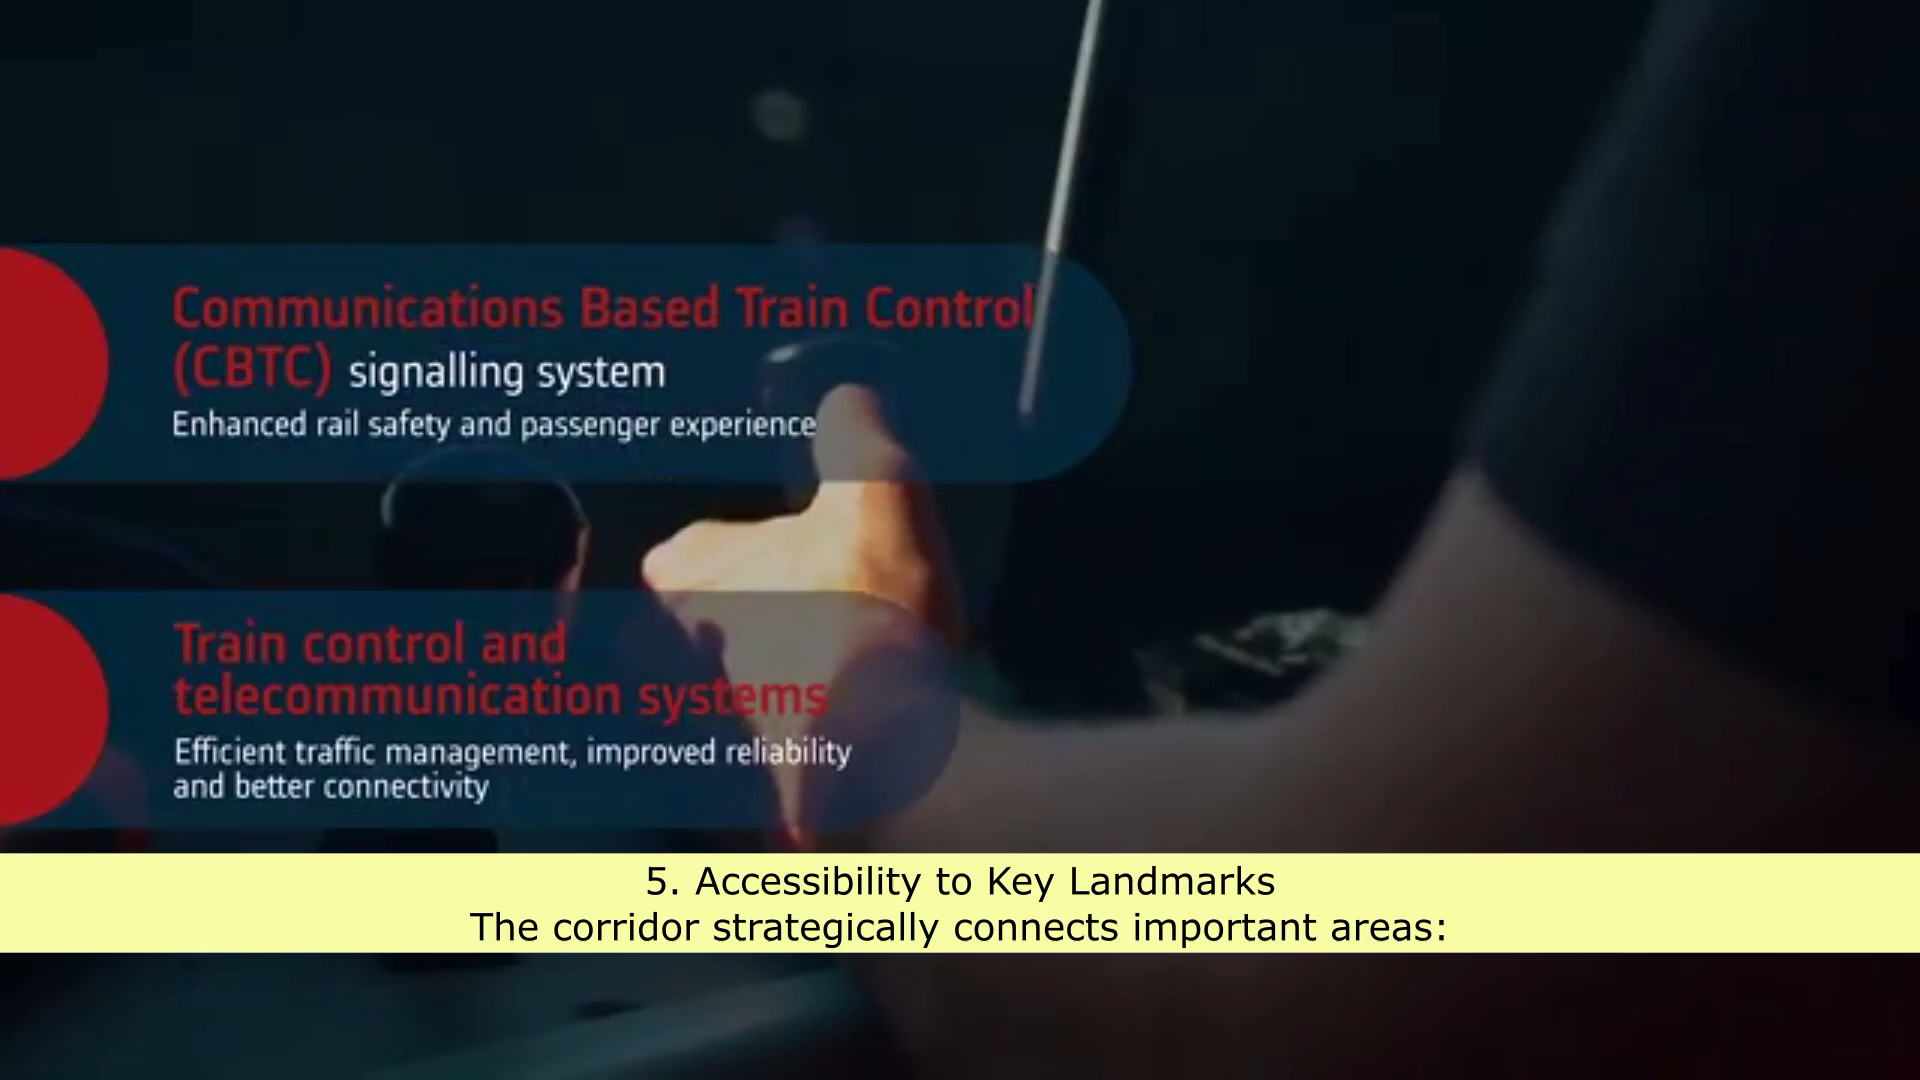 Communications Based Train Control
(CBTC) signalling system
Enhanced rail safety and passenger experience
Train control and
telecommunication systems
Efficient traffic management, improved reliability
and better connectivity
5. Accessibility to Key Landmarks
The corridor strategically connects important areas: